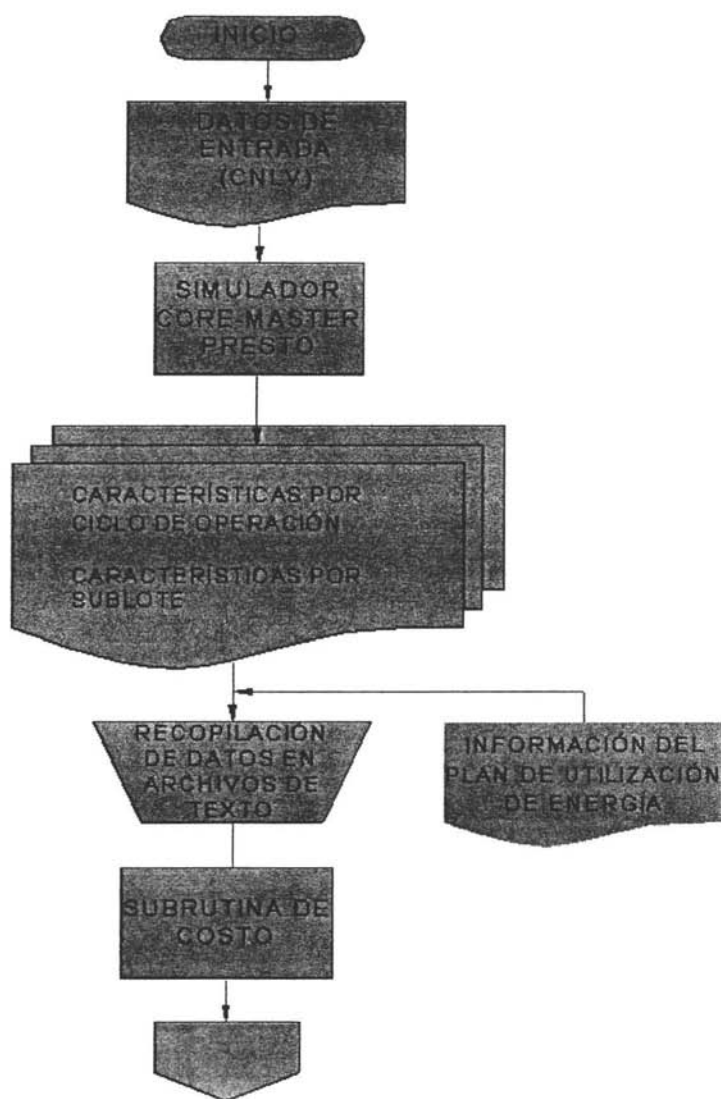 INICIO
DATOS DE
ENTRADA
(CNLV)
SIMULADOR
CORE-MASTER
PRESTO
CARACTERÍSTICAS POR
CICLO DE OPERACIÓN
CARACTERÍSTICAS POR
SUBLOTE
RECOPILACIÓN
DE DATOS EN
ARCHIVOS DE
TEXTO
INFORMACIÓN DEL
PLAN DE UTILIZACIÓN
DE ENERGÍA
SUBRUTINA DE
COSTO